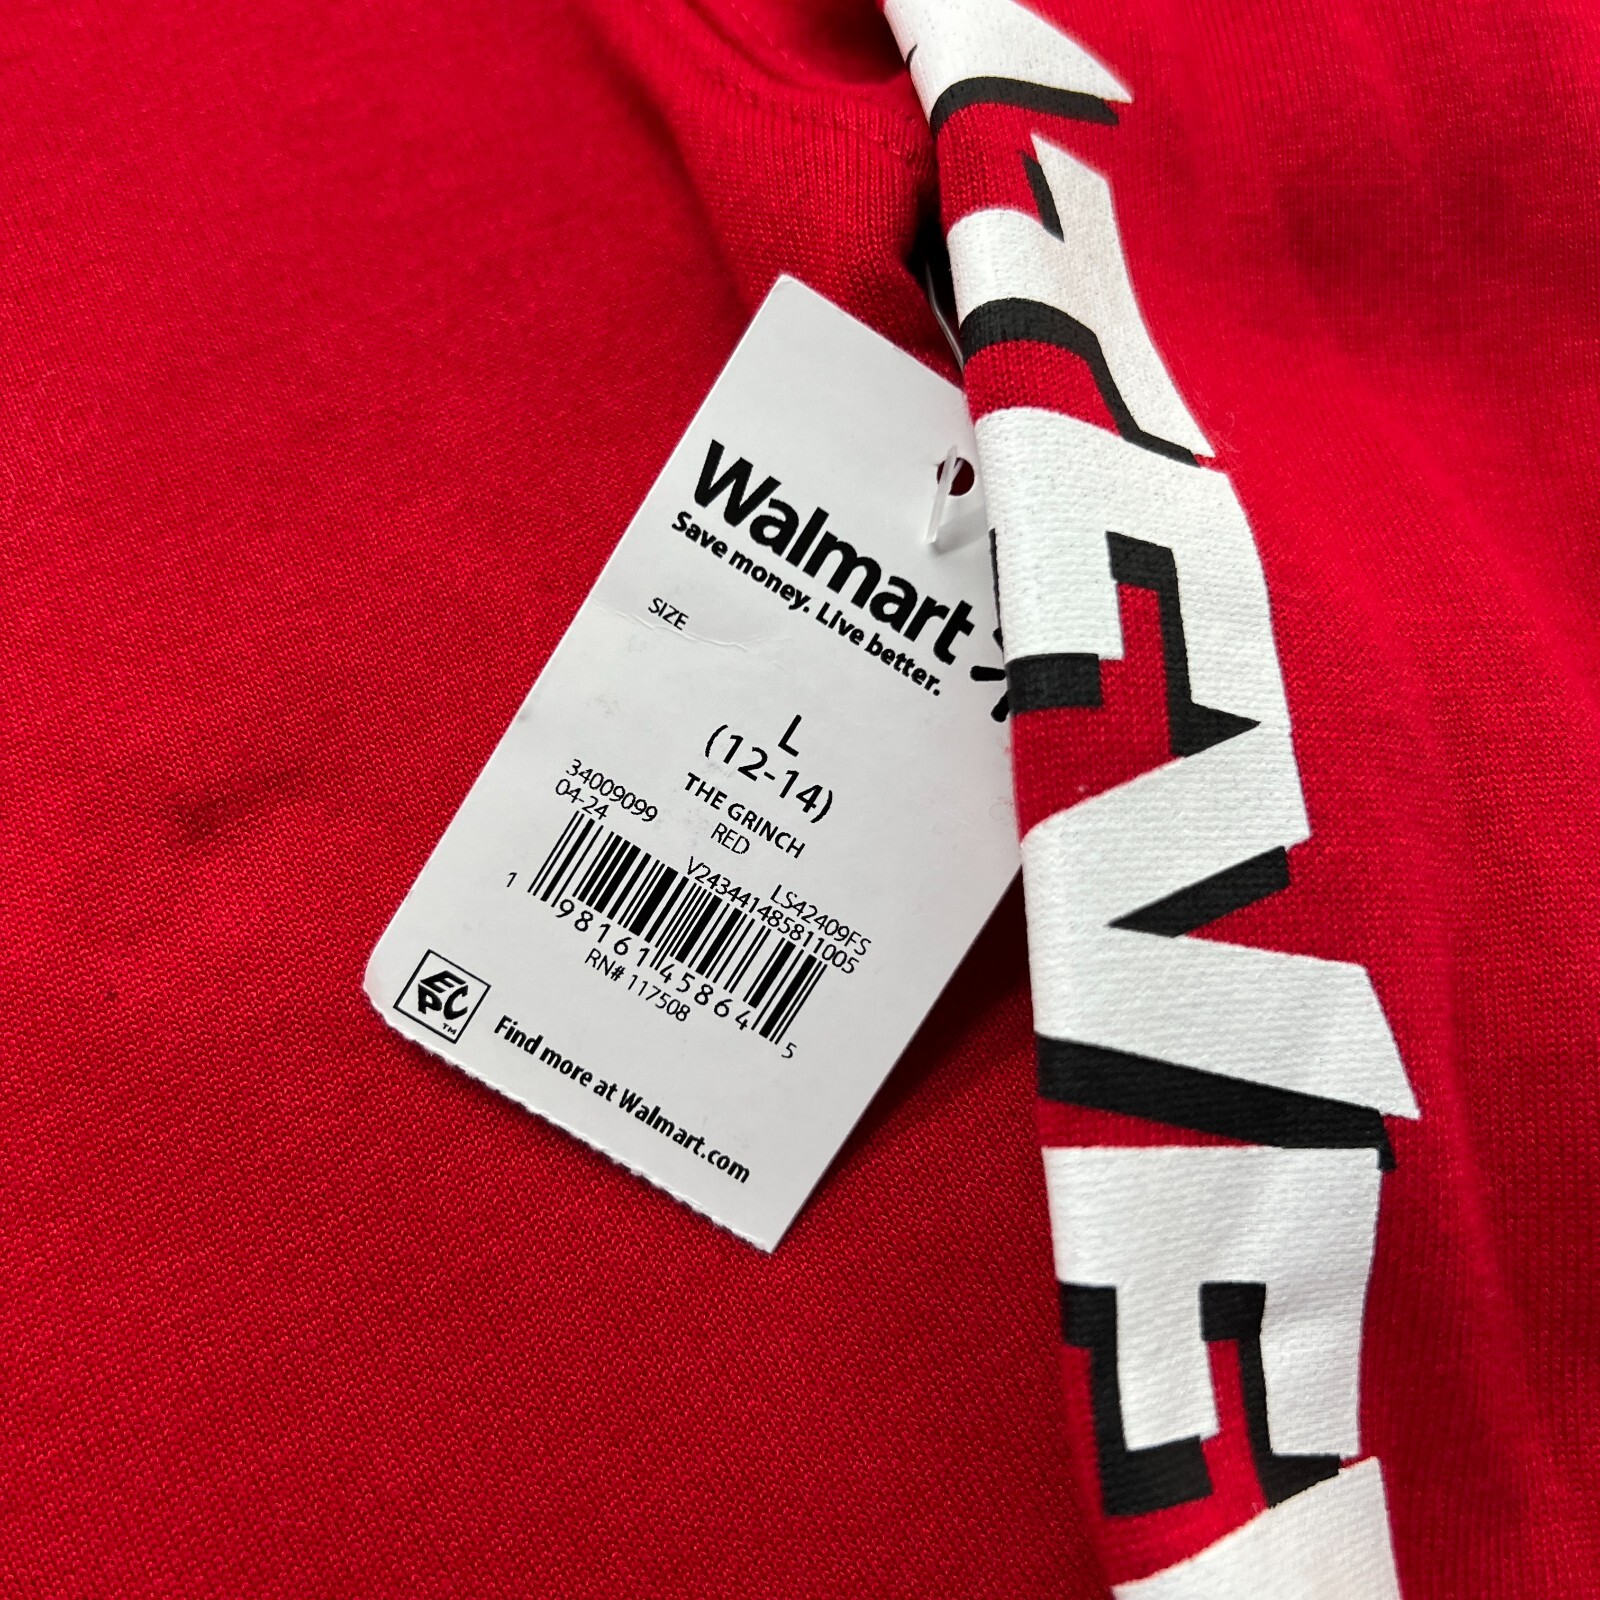 Walmart
Save money. Live better.
SIZE
L
(12-14)
THE GRINCH
RED
34009099
04-24
LS42409FS
V243441485811005
1 98161 45864 5
RN# 117508
EPC™
Find more at Walmart.com